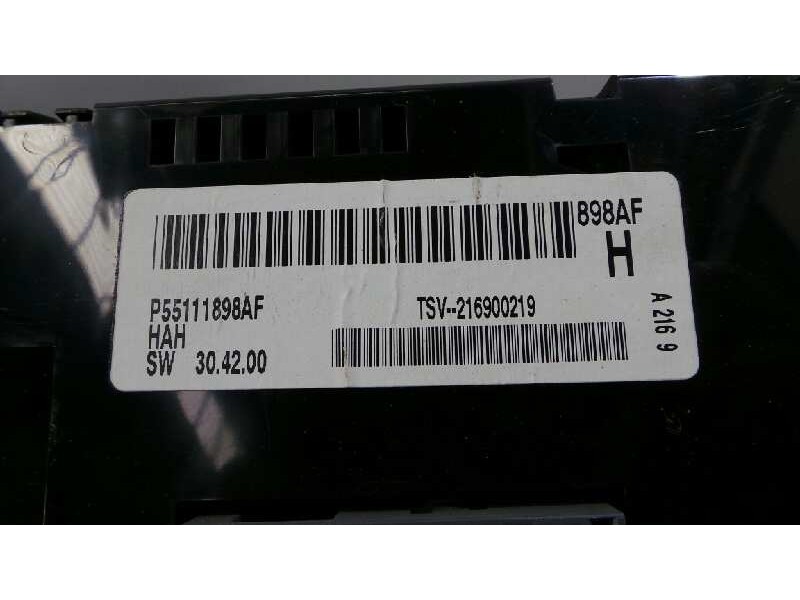 898AF
H
P55111898AF
HAH
SW 30.42.00
TSV--216900219
A 216 9